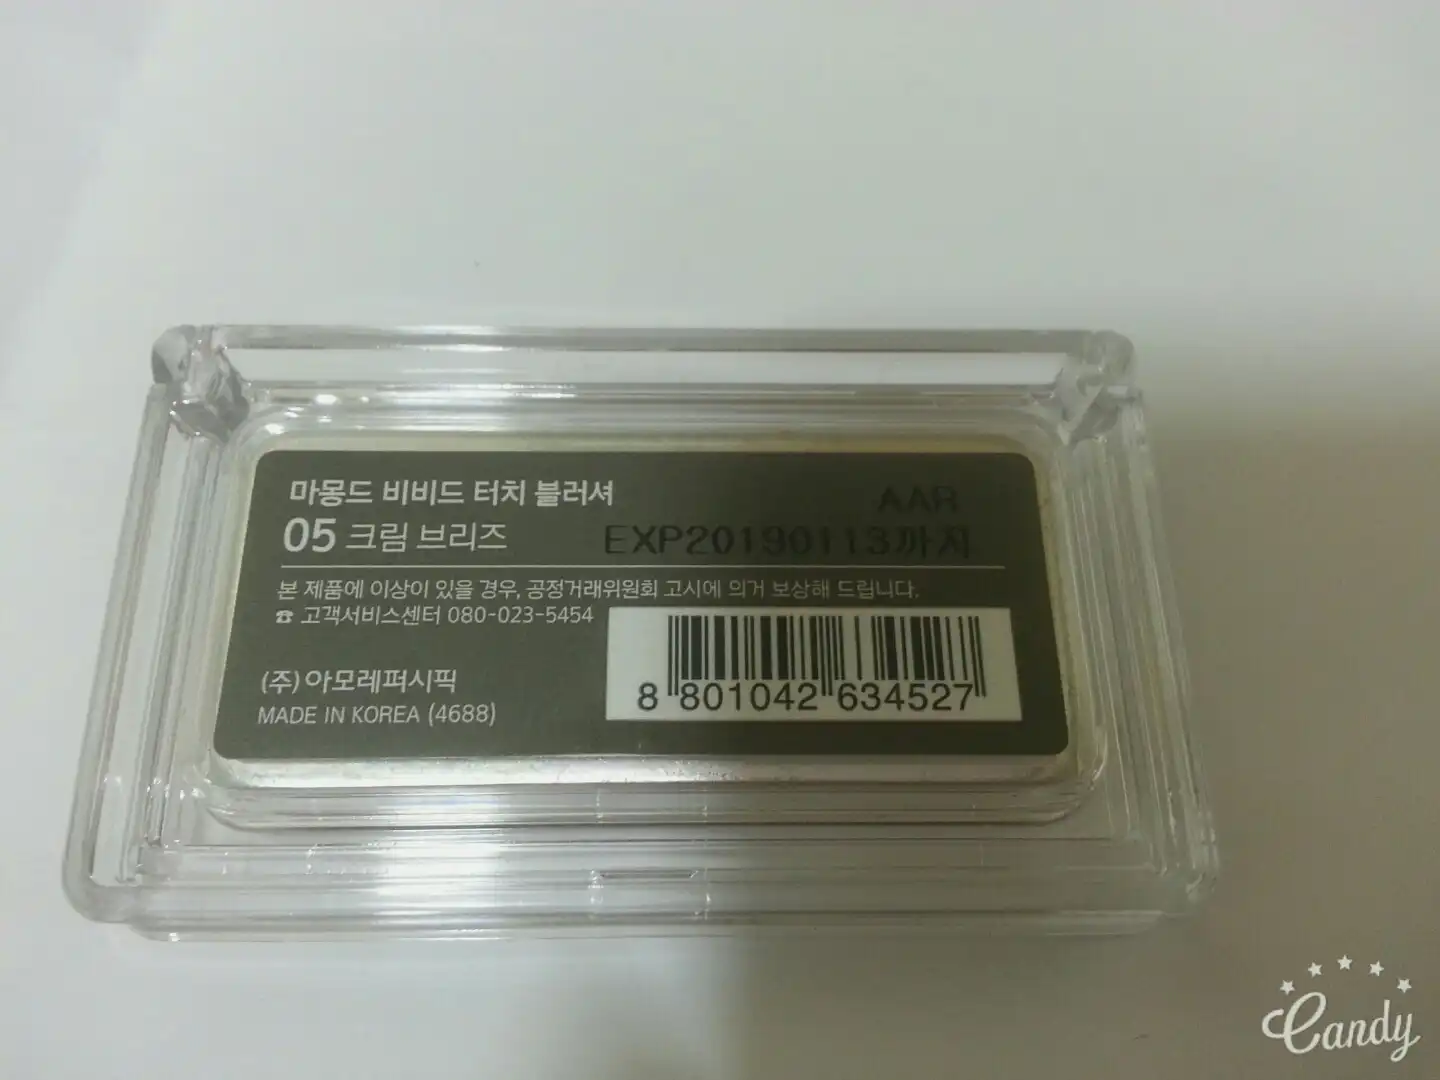 마몽드 비비드 터치 블러셔
AAR
05 크림 브리즈
EXP20190113까지
본 제품에 이상이 있을 경우, 공정거래위원회 고시에 의거 보상해 드립니다.
☎ 고객서비스센터 080-023-5454
(주)아모레퍼시픽
MADE IN KOREA (4688)
8 801042 634527
Candy